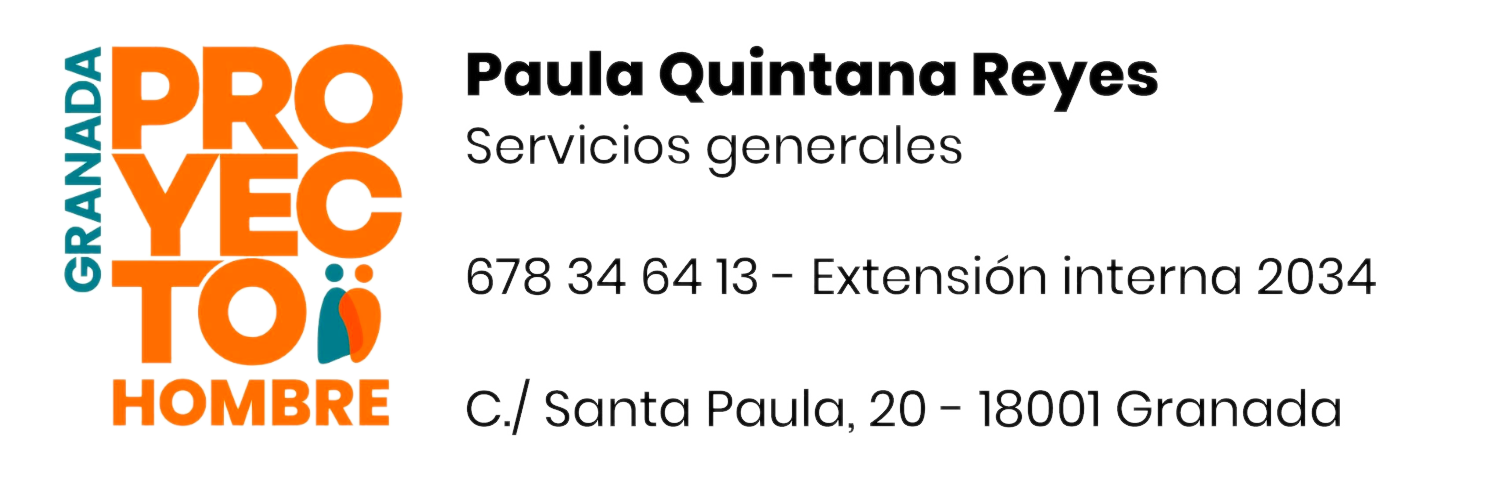 GRANADA
PRO
YEC
TO
HOMBRE
Paula Quintana Reyes
Servicios generales
678 34 64 13 - Extensión interna 2034
C./ Santa Paula, 20 - 18001 Granada